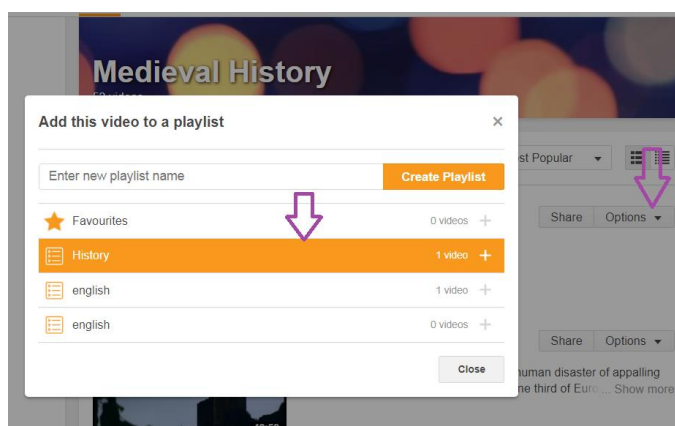 Medieval History
Add this video to a playlist
×
Enter new playlist name
Create Playlist
st Popular
Favourites
0 videos +
Share
Options
History
1 video +
english
1 video +
english
0 videos +
Share
Options
Close
human disaster of appalling
ne third of Euro... Show more